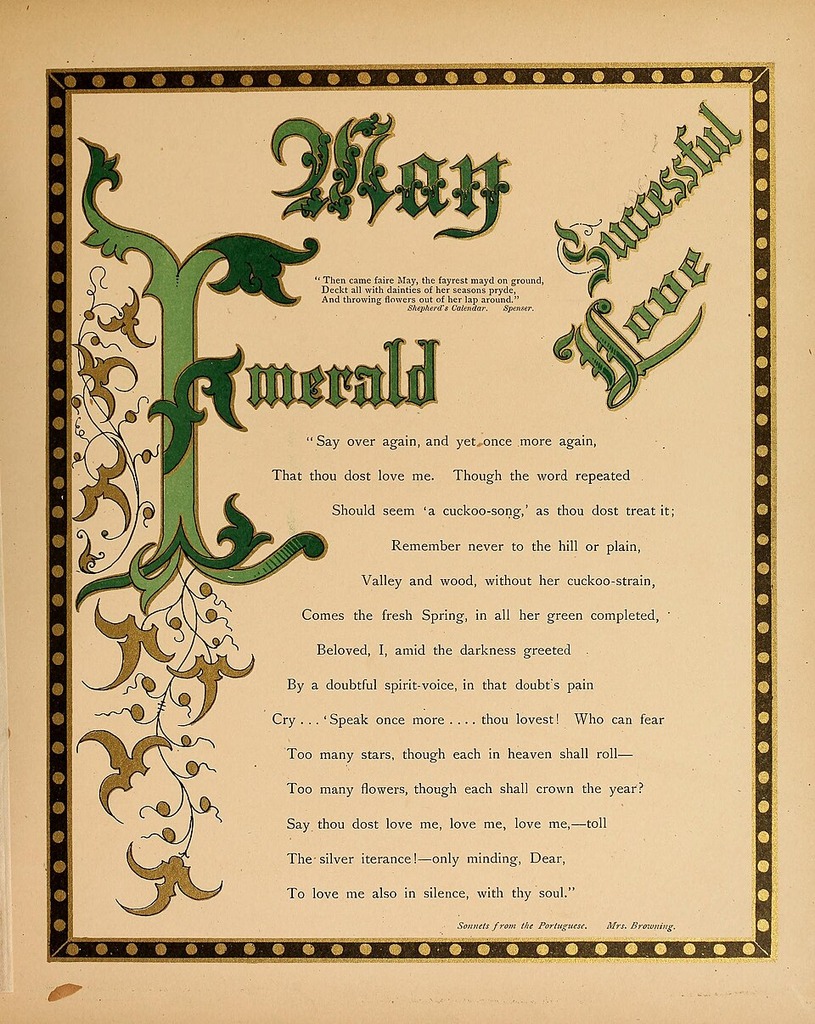 May
Successful
Love
"Then came faire May, the fayrest mayd on ground,
Deckt all with dainties of her seasons pryde,
And throwing flowers out of her lap around."
Shepherd's Calendar. Spenser.
Emerald
"Say over again, and yet once more again,
That thou dost love me. Though the word repeated
Should seem 'a cuckoo-song,' as thou dost treat it;
Remember never to the hill or plain,
Valley and wood, without her cuckoo-strain,
Comes the fresh Spring, in all her green completed,
Beloved, I, amid the darkness greeted
By a doubtful spirit-voice, in that doubt's pain
Cry . . . 'Speak once more . . . . thou lovest! Who can fear
Too many stars, though each in heaven shall roll—
Too many flowers, though each shall crown the year?
Say thou dost love me, love me, love me,—toll
The silver iterance!—only minding, Dear,
To love me also in silence, with thy soul."
Sonnets from the Portuguese. Mrs. Browning.